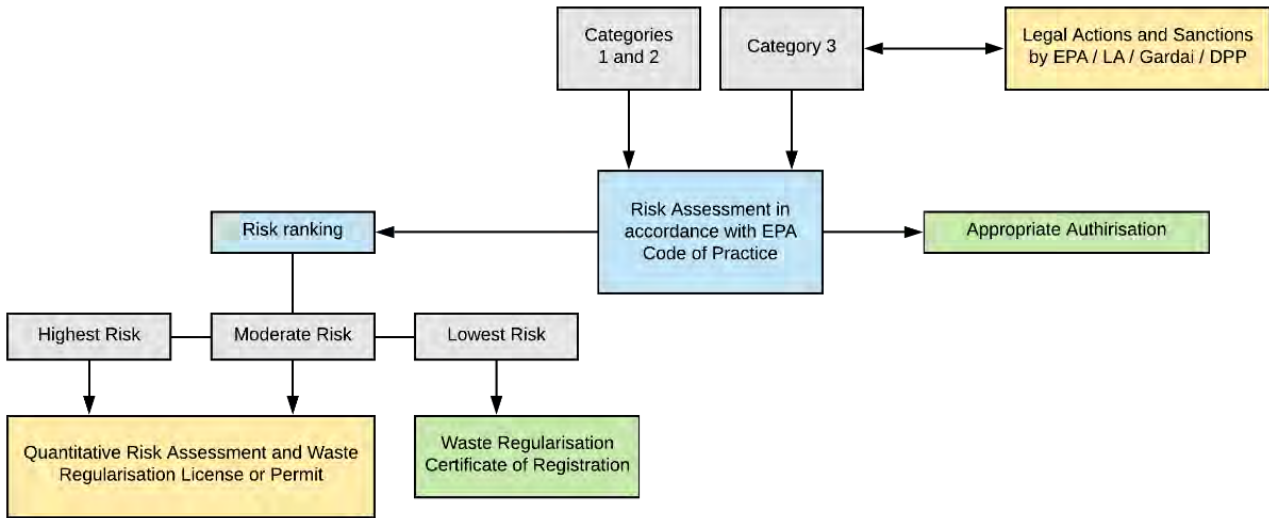 Categories
1 and 2
Category 3
Legal Actions and Sanctions
by EPA / LA / Gardai / DPP
Risk ranking
Risk Assessment in
accordance with EPA
Code of Practice
Appropriate Authirisation
Highest Risk
Moderate Risk
Lowest Risk
Quantitative Risk Assessment and Waste
Regularisation License or Permit
Waste Regularisation
Certificate of Registration